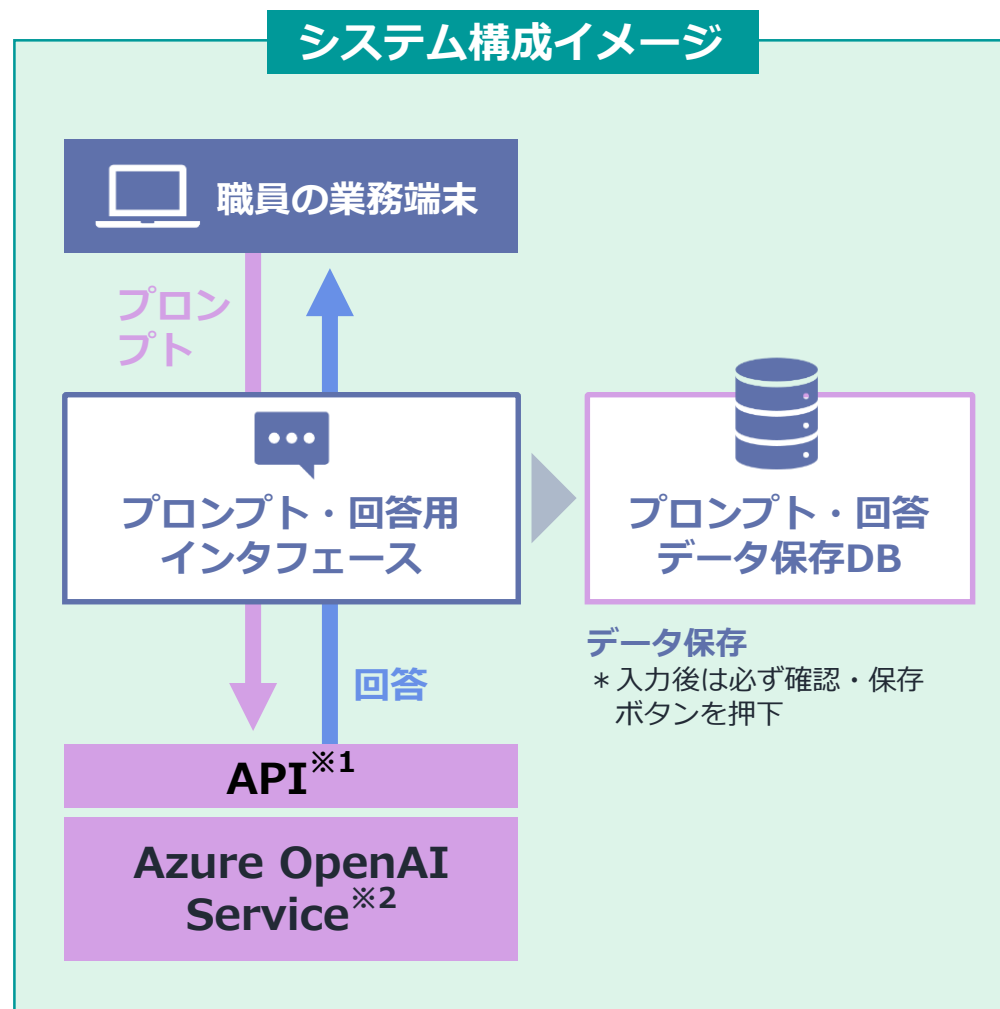 システム構成イメージ
職員の業務端末
プロン
プト
プロンプト・回答用
インタフェース
プロンプト・回答
データ保存DB
データ保存
＊入力後は必ず確認・保存
ボタンを押下
回答
API※1
Azure OpenAI
Service※2